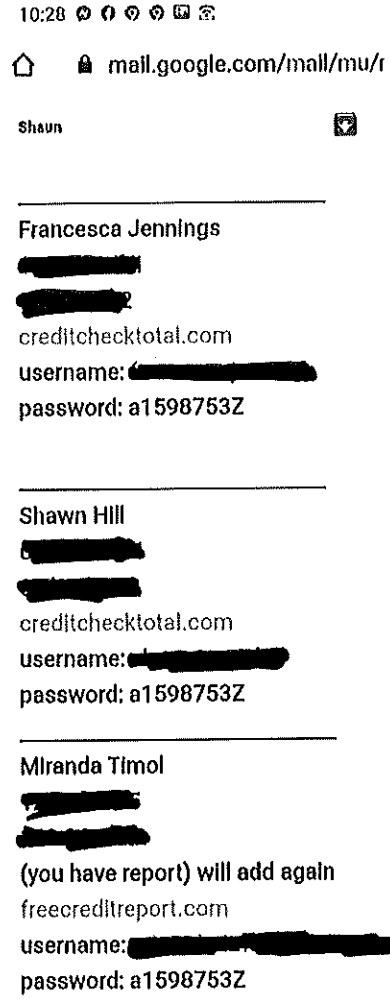 10:28
mail.google.com/mail/mu/r
Shaun
Francesca Jennings
creditchecktotal.com
username:
password: a1598753Z
Shawn Hill
creditchecktotal.com
username:
password: a1598753Z
Miranda Timol
(you have report) will add again
freecreditreport.com
username:
password: a1598753Z